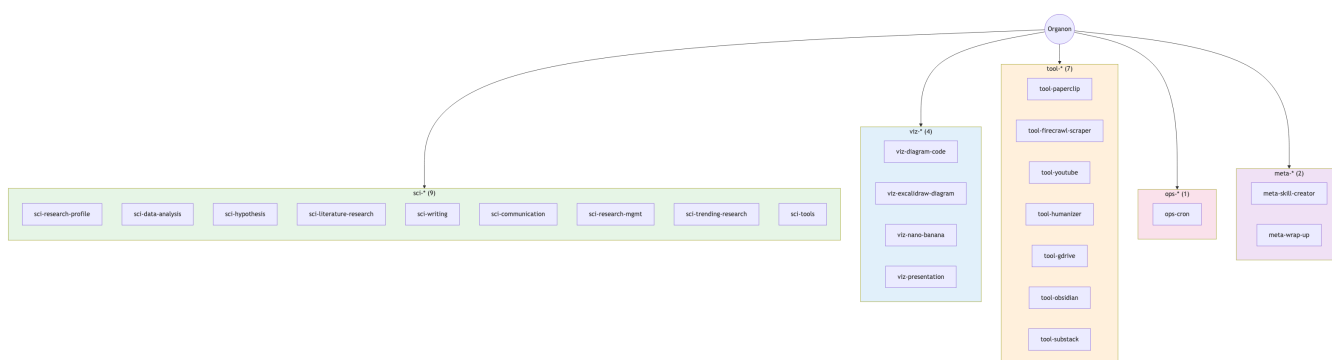 Organon
sci-* (9)
sci-research-profile
sci-data-analysis
sci-hypothesis
sci-literature-research
sci-writing
sci-communication
sci-research-mgmt
sci-trending-research
sci-tools
viz-* (4)
viz-diagram-code
viz-excalidraw-diagram
viz-nano-banana
viz-presentation
tool-* (7)
tool-paperclip
tool-firecrawl-scraper
tool-youtube
tool-humanizer
tool-gdrive
tool-obsidian
tool-substack
ops-* (1)
ops-cron
meta-* (2)
meta-skill-creator
meta-wrap-up